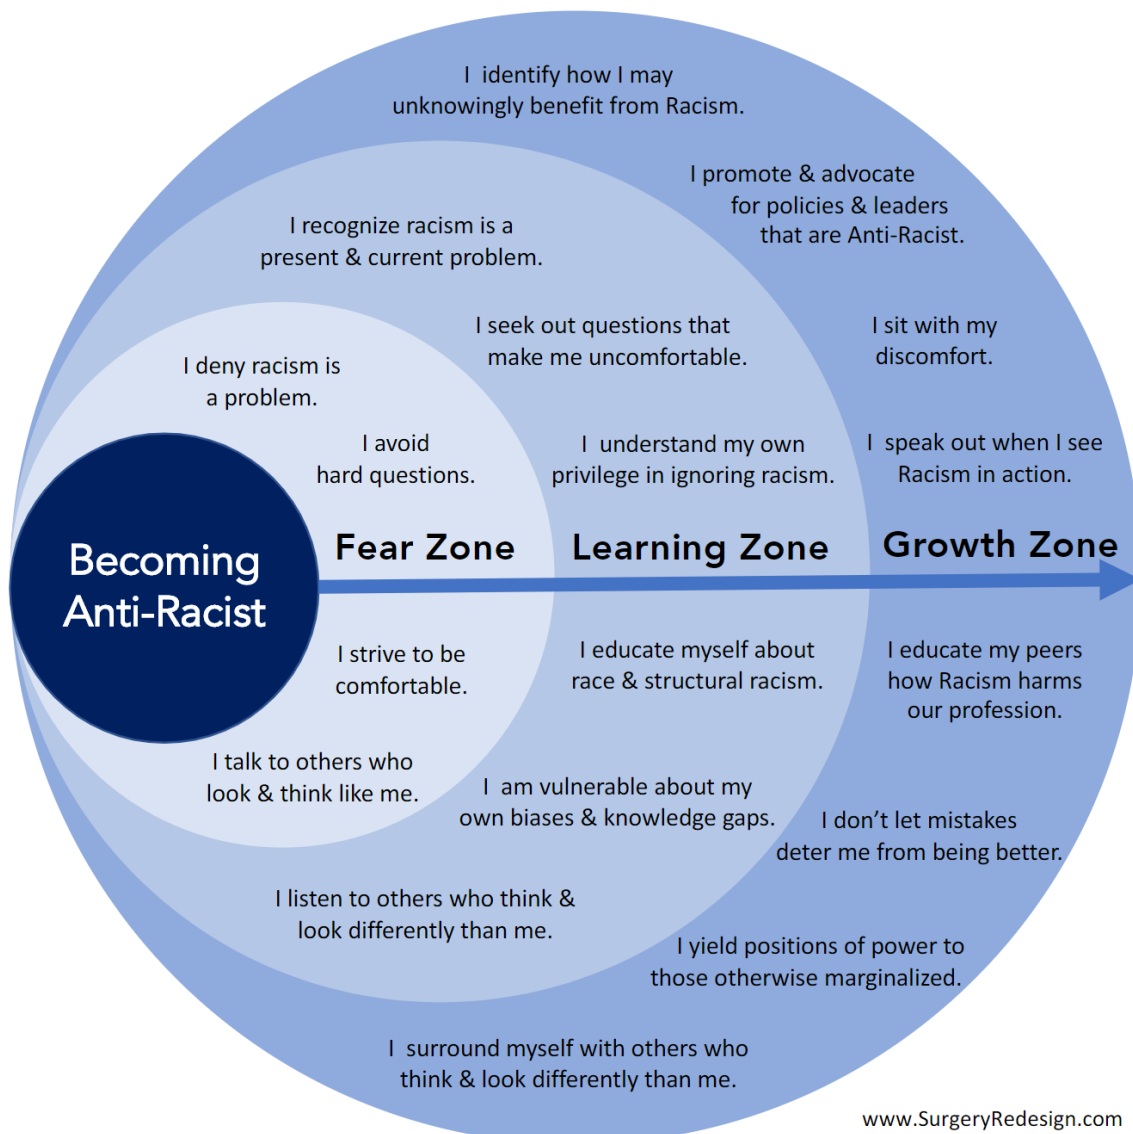 I identify how I may
unknowingly benefit from Racism.
I promote & advocate
for policies & leaders
that are Anti-Racist.
I recognize racism is a
present & current problem.
I seek out questions that
make me uncomfortable.
I sit with my
discomfort.
I deny racism is
a problem.
I avoid
hard questions.
I understand my own
privilege in ignoring racism.
I speak out when I see
Racism in action.
Becoming
Anti-Racist
Fear Zone
Learning Zone
Growth Zone
I strive to be
comfortable.
I educate myself about
race & structural racism.
I educate my peers
how Racism harms
our profession.
I talk to others who
look & think like me.
I am vulnerable about my
own biases & knowledge gaps.
I don’t let mistakes
deter me from being better.
I listen to others who think &
look differently than me.
I yield positions of power to
those otherwise marginalized.
I surround myself with others who
think & look differently than me.
www.SurgeryRedesign.com